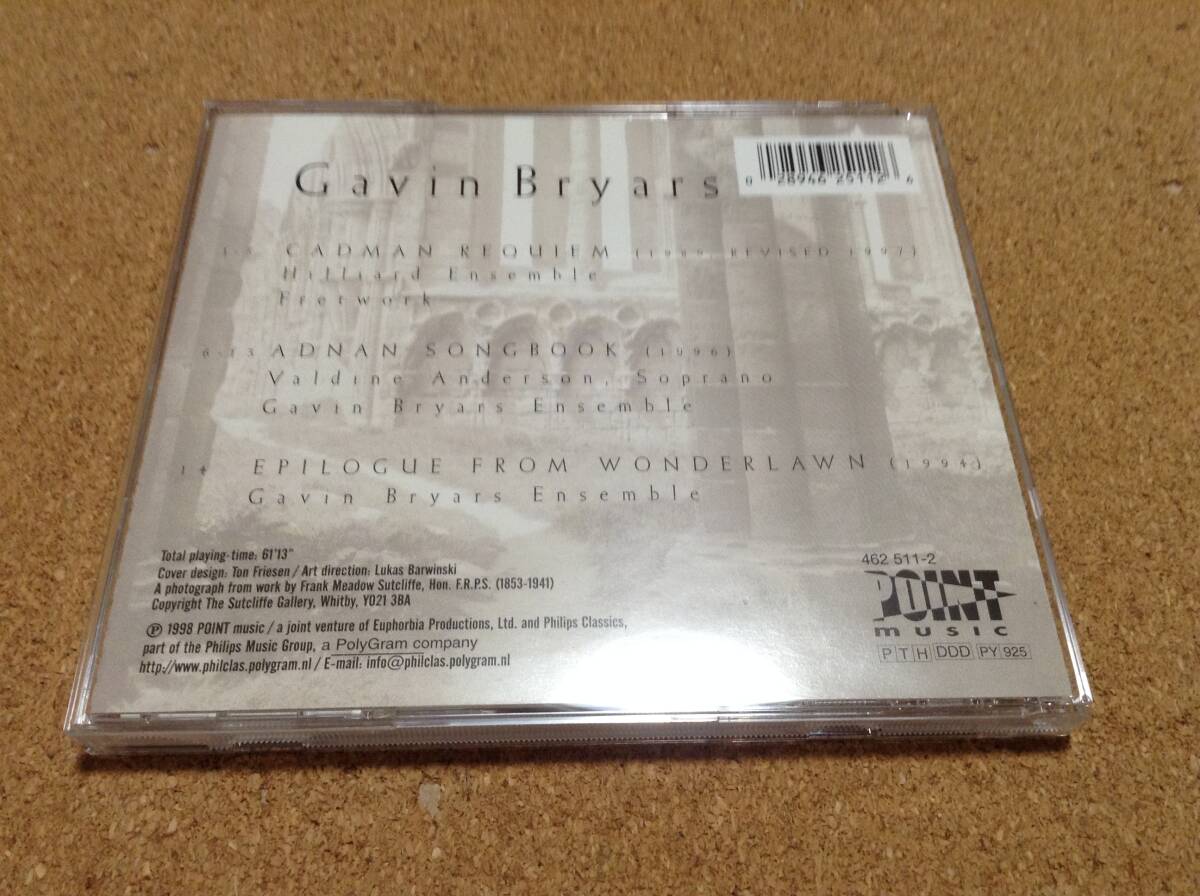 Gavin Bryars
0 28946 25112 6
1-5 CADMAN REQUIEM (1989, REVISED 1997)
Hilliard Ensemble
Fretwork
6-13 ADNAN SONGBOOK (1996)
Valdine Anderson, Soprano
Gavin Bryars Ensemble
14 EPILOGUE FROM WONDERLAWN (1994)
Gavin Bryars Ensemble
Total playing-time: 61'13"
Cover design: Ton Friesen / Art direction: Lukas Barwinski
A photograph from work by Frank Meadow Sutcliffe, Hon. F.R.P.S. (1853-1941)
Copyright The Sutcliffe Gallery, Whitby, YO21 3BA
℗ 1998 POINT music / a joint venture of Euphorbia Productions, Ltd. and Philips Classics,
part of the Philips Music Group, a PolyGram company
http://www.philclas.polygram.nl / E-mail: info@philclas.polygram.nl
462 511-2
POINT
music
PTH DDD PY 925